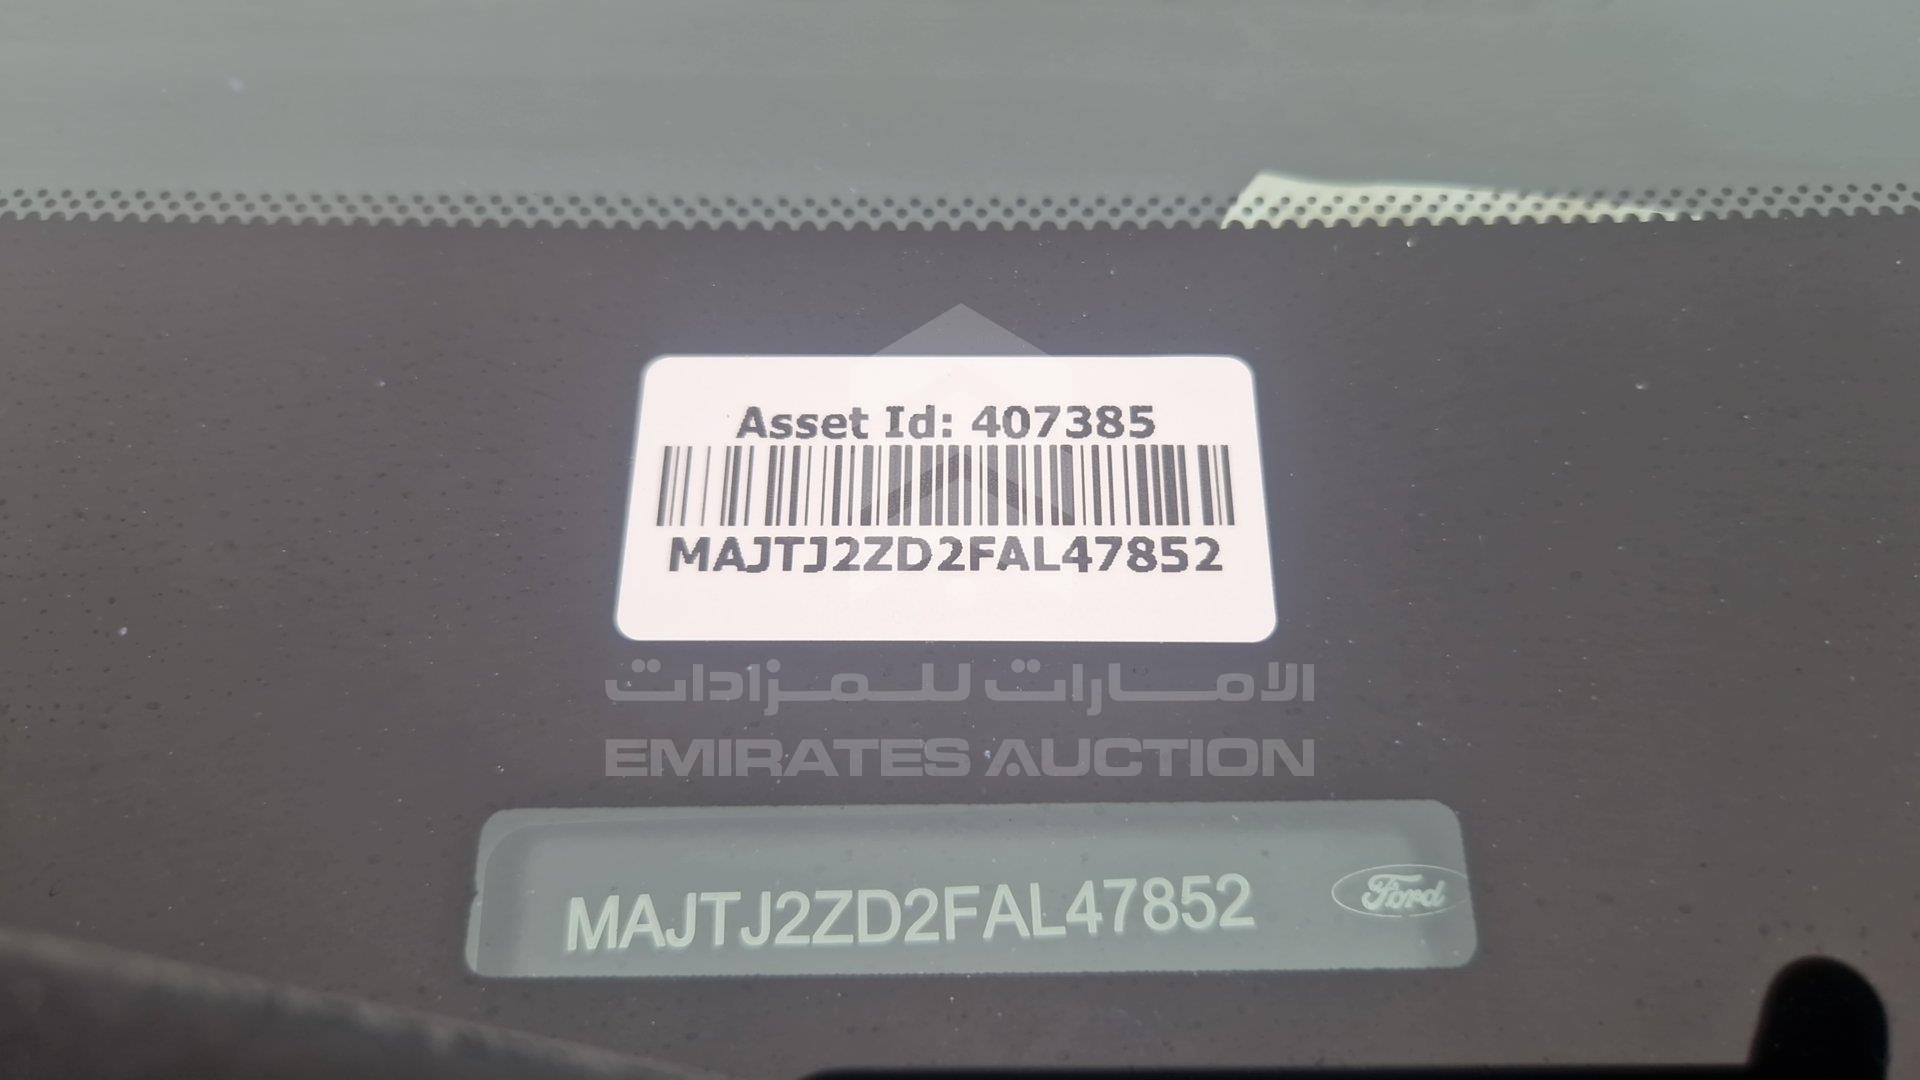 Asset Id: 407385
MAJTJ2ZD2FAL47852
الامارات للمزادات
EMIRATES AUCTION
MAJTJ2ZD2FAL47852 Ford